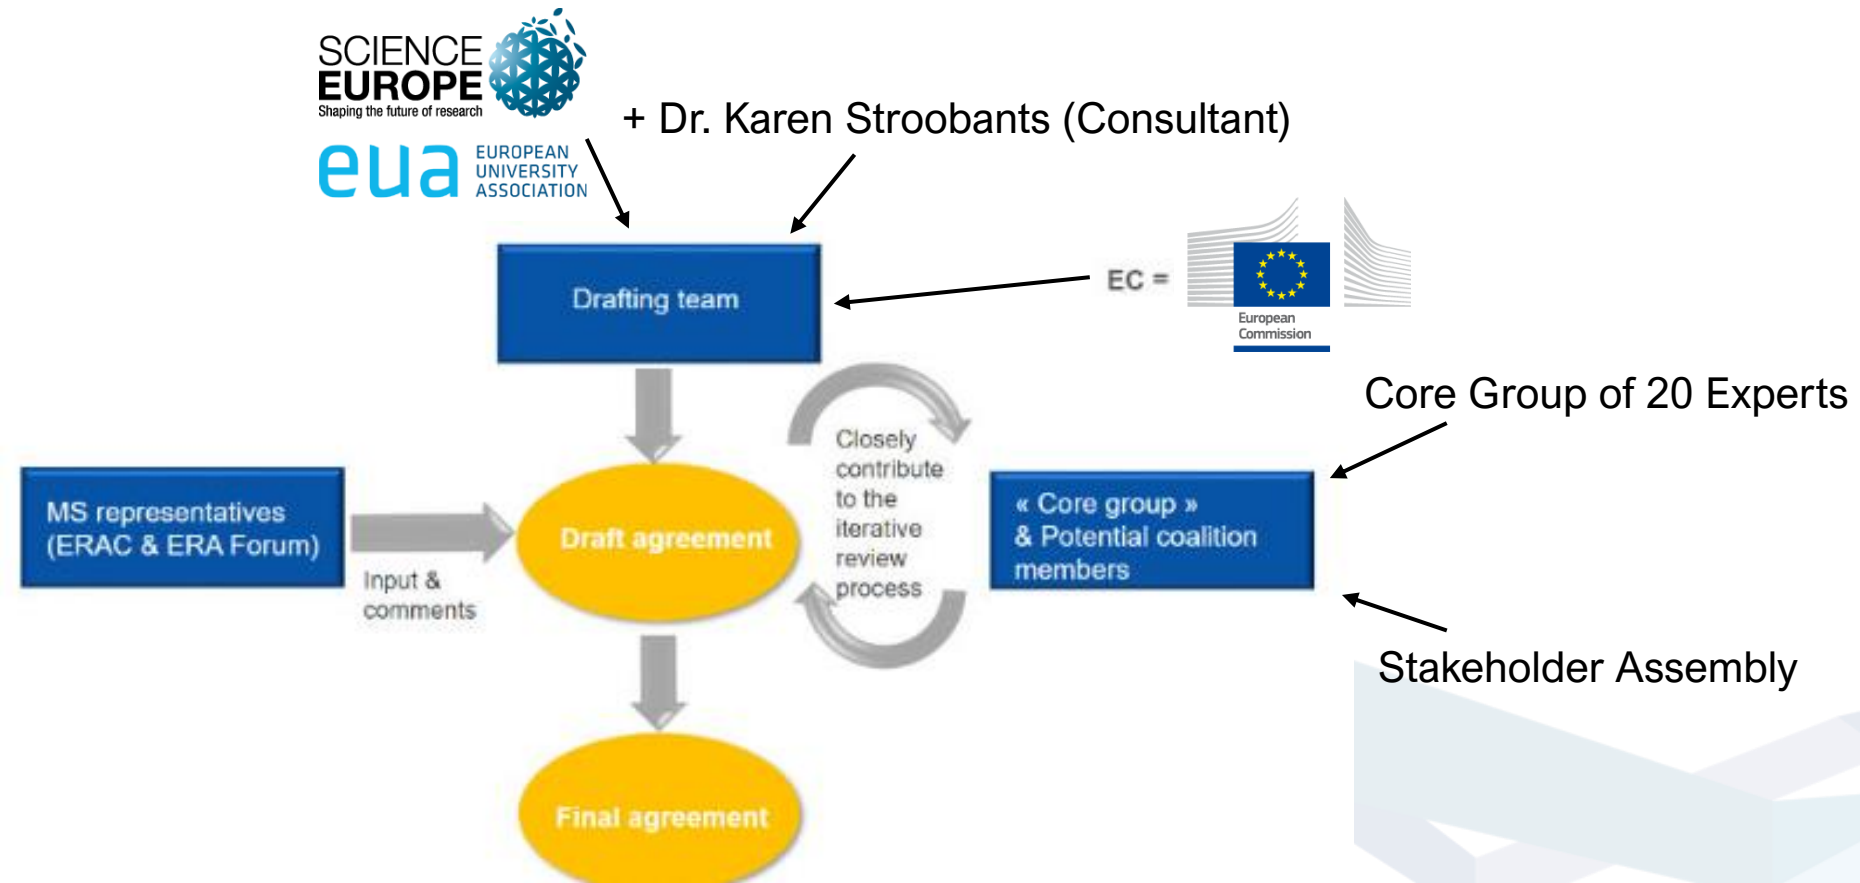 SCIENCE
EUROPE
Shaping the future of research
eua
EUROPEAN
UNIVERSITY
ASSOCIATION
+ Dr. Karen Stroobants (Consultant)
Drafting team
EC =
European
Commission
Core Group of 20 Experts
Closely
contribute
to the
iterative
review
process
MS representatives
(ERAC & ERA Forum)
Input &
comments
Draft agreement
« Core group »
& Potential coalition
members
Stakeholder Assembly
Final agreement